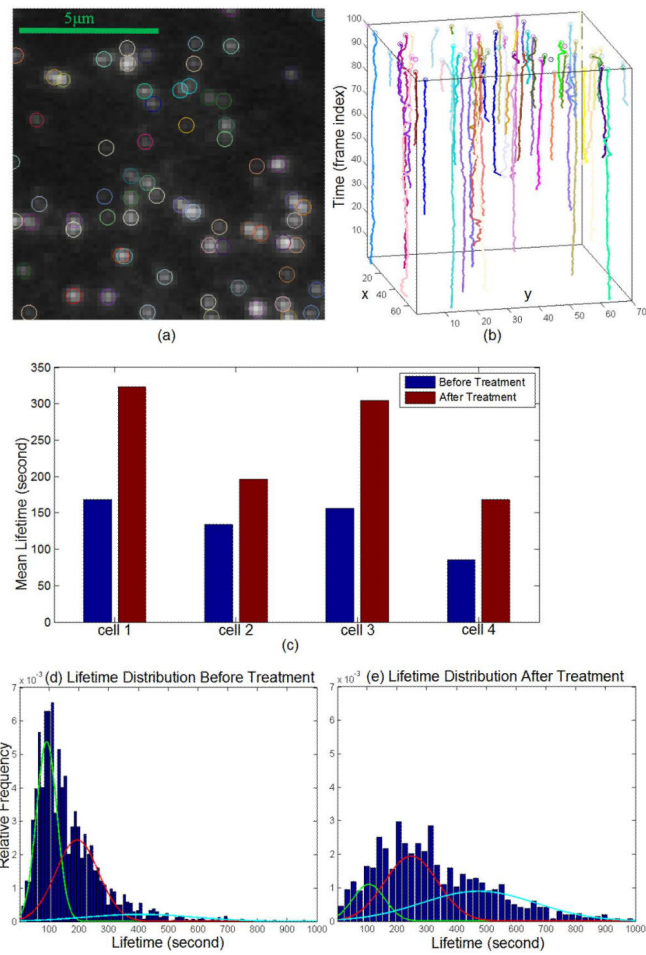 5μm
(a)
Time (frame index)
100
90
80
70
60
50
40
30
20
10
20
40
60
x
y
10
20
30
40
50
60
70
(b)
Mean Lifetime (second)
350
300
250
200
150
100
50
0
Before Treatment
After Treatment
cell 1
cell 2
cell 3
cell 4
(c)
(d) Lifetime Distribution Before Treatment
x 10⁻³
Relative Frequency
7
6
5
4
3
2
1
0
100 200 300 400 500 600 700 800 900 1000
Lifetime (second)
(e) Lifetime Distribution After Treatment
x 10⁻³
7
6
5
4
3
2
1
0
0 100 200 300 400 500 600 700 800 900 1000
Lifetime (second)